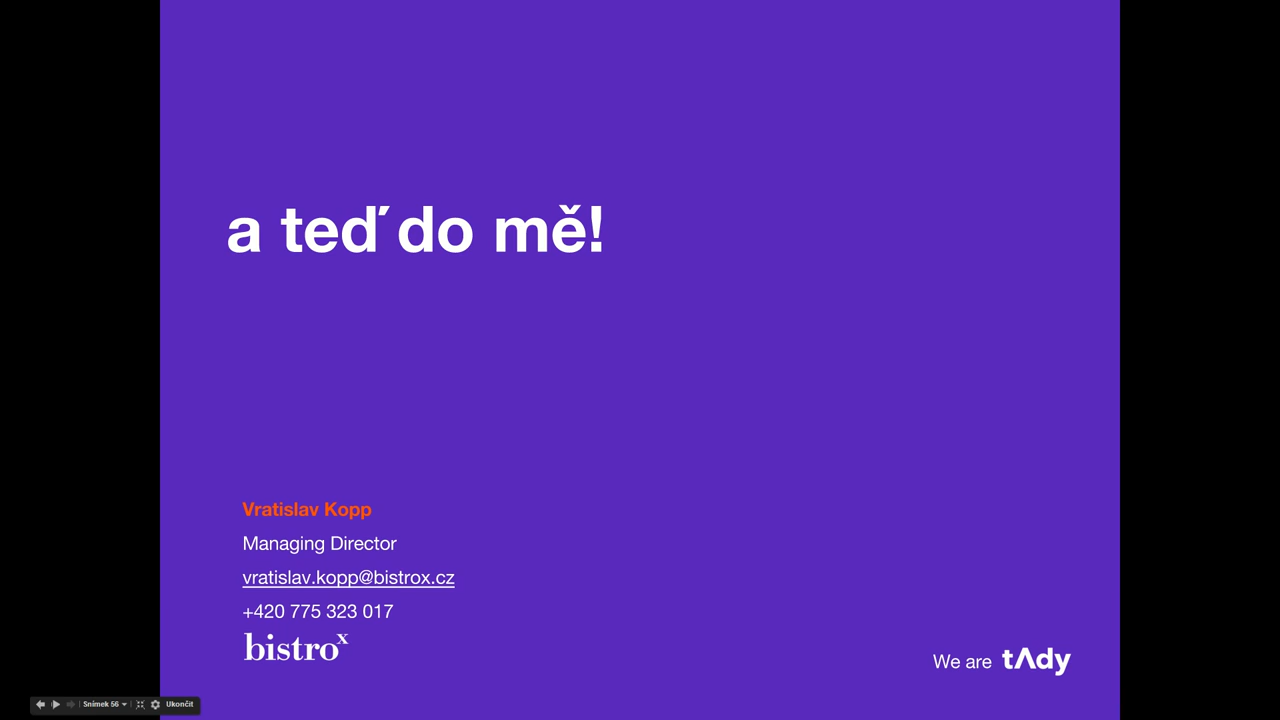 a teď do mě!
Vratislav Kopp
Managing Director
vratislav.kopp@bistrox.cz
+420 775 323 017
bistrox
We are tAdy
Snímek 56
Ukončit